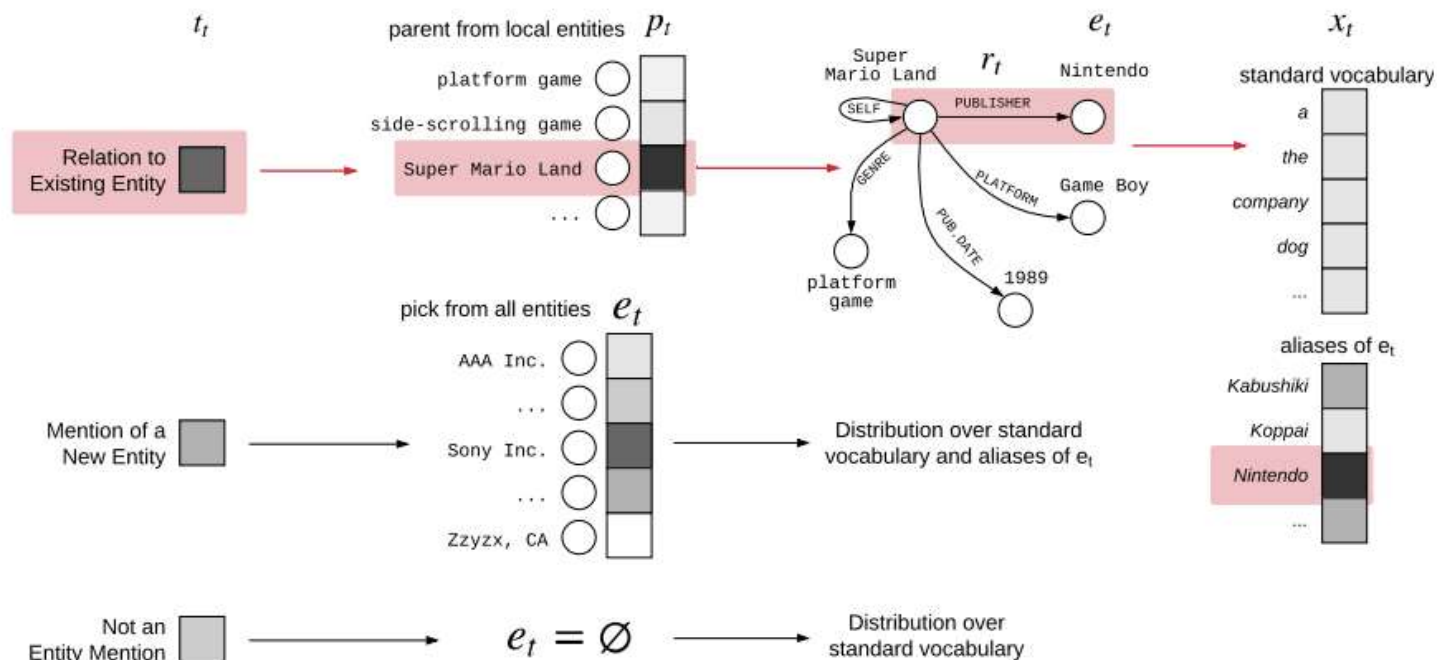 t_t
parent from local entities p_t
platform game
side-scrolling game
Super Mario Land
...
Relation to
Existing Entity
Super
Mario Land
r_t
e_t
Nintendo
SELF
PUBLISHER
GENRE
PLATFORM
PUB.DATE
Game Boy
platform
game
1989
x_t
standard vocabulary
a
the
company
dog
...
aliases of e_t
Kabushiki
Koppai
Nintendo
...
pick from all entities e_t
AAA Inc.
...
Sony Inc.
...
Zzyzx, CA
Mention of a
New Entity
Distribution over standard
vocabulary and aliases of e_t
Not an
Entity Mention
e_t = ∅
Distribution over
standard vocabulary